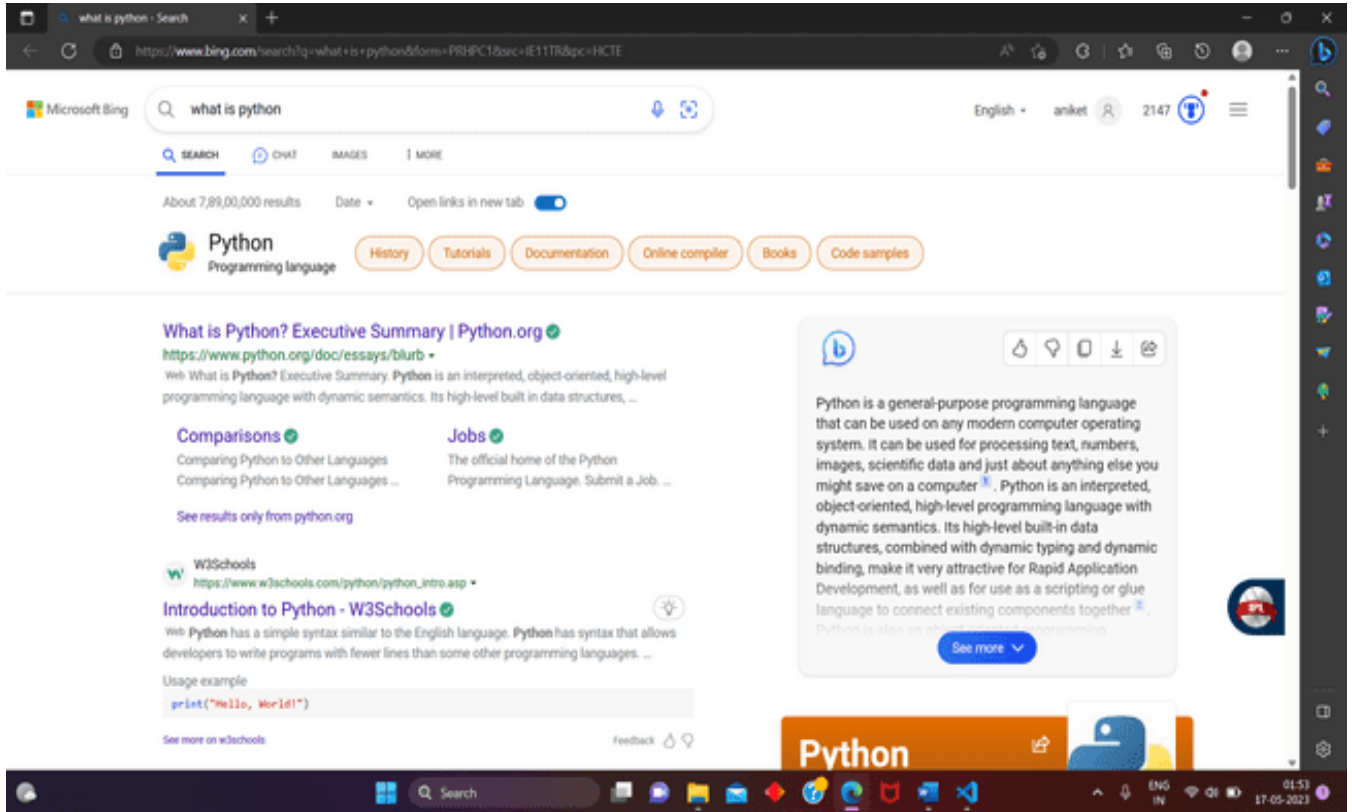 what is python - Search
https://www.bing.com/search?q=what+is+python&form=PRHPC1&src=IE11TR&pc=HCTE
Microsoft Bing
what is python
English
aniket
2147
SEARCH
CHAT
IMAGES
MORE
About 7,89,00,000 results
Date
Open links in new tab
Python
Programming language
History
Tutorials
Documentation
Online compiler
Books
Code samples
What is Python? Executive Summary | Python.org
https://www.python.org/doc/essays/blurb
Web What is Python? Executive Summary. Python is an interpreted, object-oriented, high-level
programming language with dynamic semantics. Its high-level built in data structures, ...
Comparisons
Comparing Python to Other Languages
Comparing Python to Other Languages ...
Jobs
The official home of the Python
Programming Language. Submit a Job. ...
See results only from python.org
W3Schools
https://www.w3schools.com/python/python_intro.asp
Introduction to Python - W3Schools
Web Python has a simple syntax similar to the English language. Python has syntax that allows
developers to write programs with fewer lines than some other programming languages. ...
Usage example
print("Hello, World!")
See more on w3schools
Feedback
Python is a general-purpose programming language
that can be used on any modern computer operating
system. It can be used for processing text, numbers,
images, scientific data and just about anything else you
might save on a computer 1 . Python is an interpreted,
object-oriented, high-level programming language with
dynamic semantics. Its high-level built-in data
structures, combined with dynamic typing and dynamic
binding, make it very attractive for Rapid Application
Development, as well as for use as a scripting or glue
language to connect existing components together 2 .
Python is also an object-oriented programming
See more
Python
IPL
Search
ENG
IN
01:53
17-05-2023